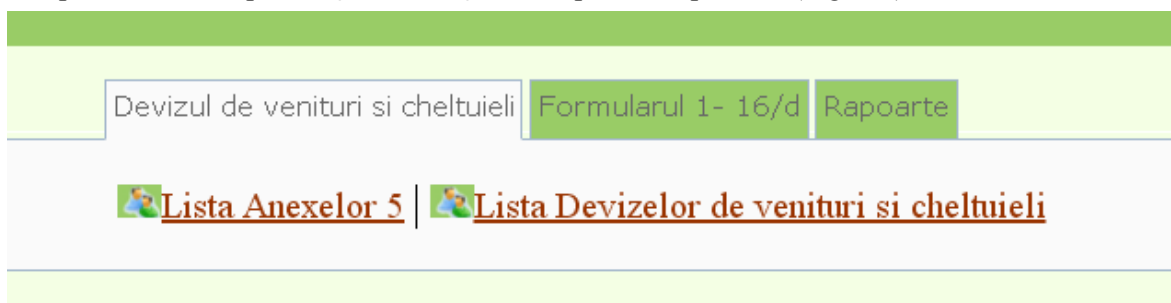 Devizul de venituri si cheltuieli Formularul 1- 16/d Rapoarte
Lista Anexelor 5 | Lista Devizelor de venituri si cheltuieli